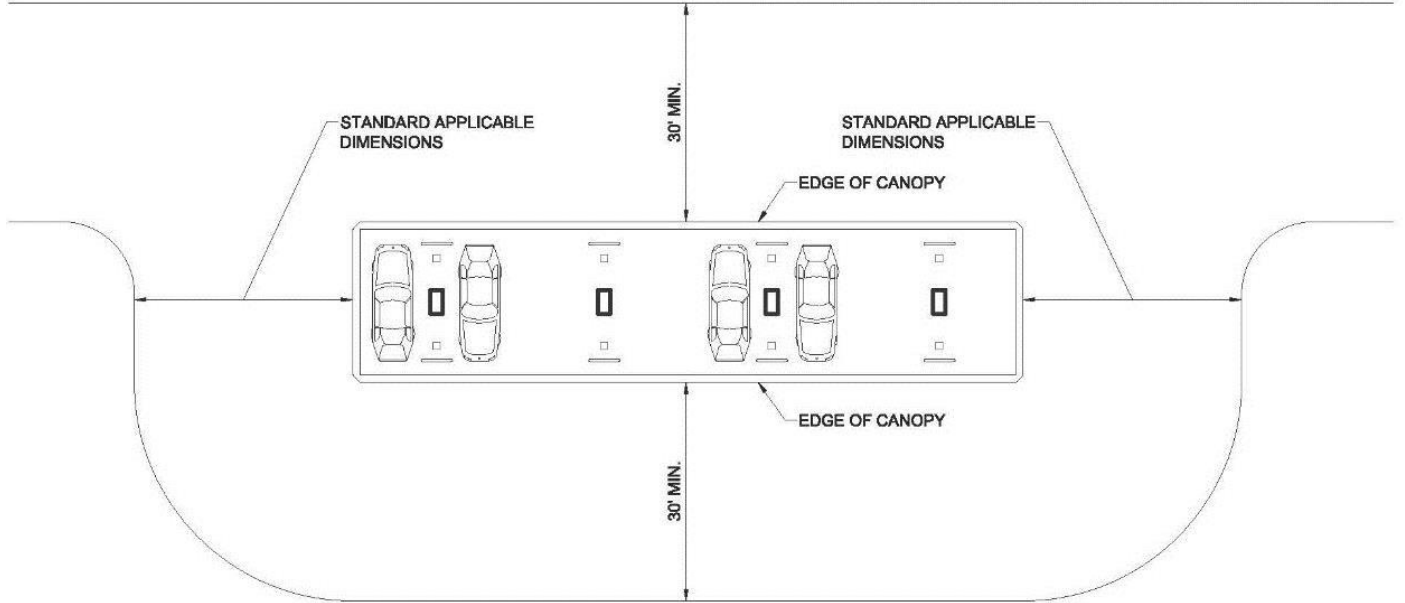 30' MIN.
STANDARD APPLICABLE
DIMENSIONS
STANDARD APPLICABLE
DIMENSIONS
EDGE OF CANOPY
EDGE OF CANOPY
30' MIN.